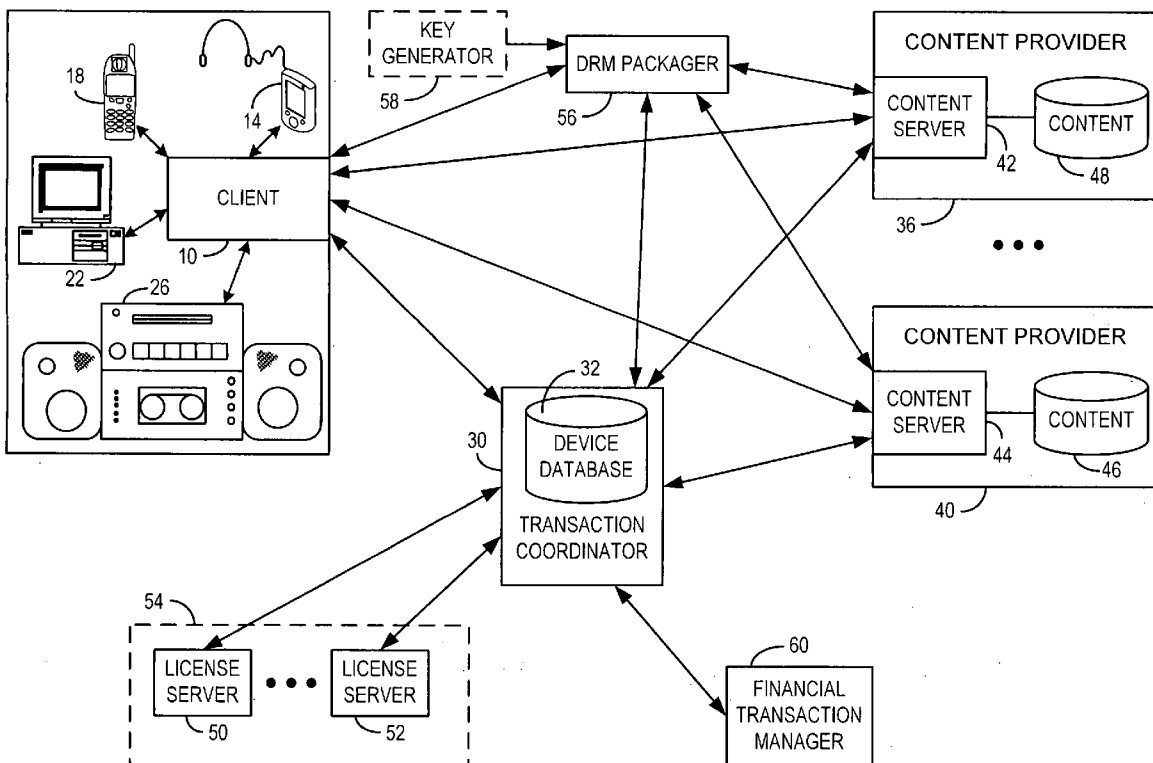 KEY
GENERATOR
58
DRM PACKAGER
56
CONTENT PROVIDER
CONTENT
SERVER
42
CONTENT
48
36
18
14
CLIENT
10
22
26
CONTENT PROVIDER
CONTENT
SERVER
44
CONTENT
46
40
32
30
DEVICE
DATABASE
TRANSACTION
COORDINATOR
54
LICENSE
SERVER
50
LICENSE
SERVER
52
60
FINANCIAL
TRANSACTION
MANAGER